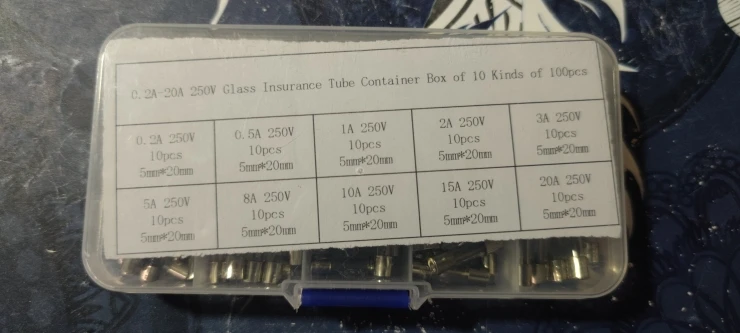 0.2A-20A 250V Glass Insurance Tube Container Box of 10 Kinds of 100pcs
0.2A 250V
10pcs
5mm*20mm
0.5A 250V
10pcs
5mm*20mm
1A 250V
10pcs
5mm*20mm
2A 250V
10pcs
5mm*20mm
3A 250V
10pcs
5mm*20mm
5A 250V
10pcs
5mm*20mm
8A 250V
10pcs
5mm*20mm
10A 250V
10pcs
5mm*20mm
15A 250V
10pcs
5mm*20mm
20A 250V
10pcs
5mm*20mm